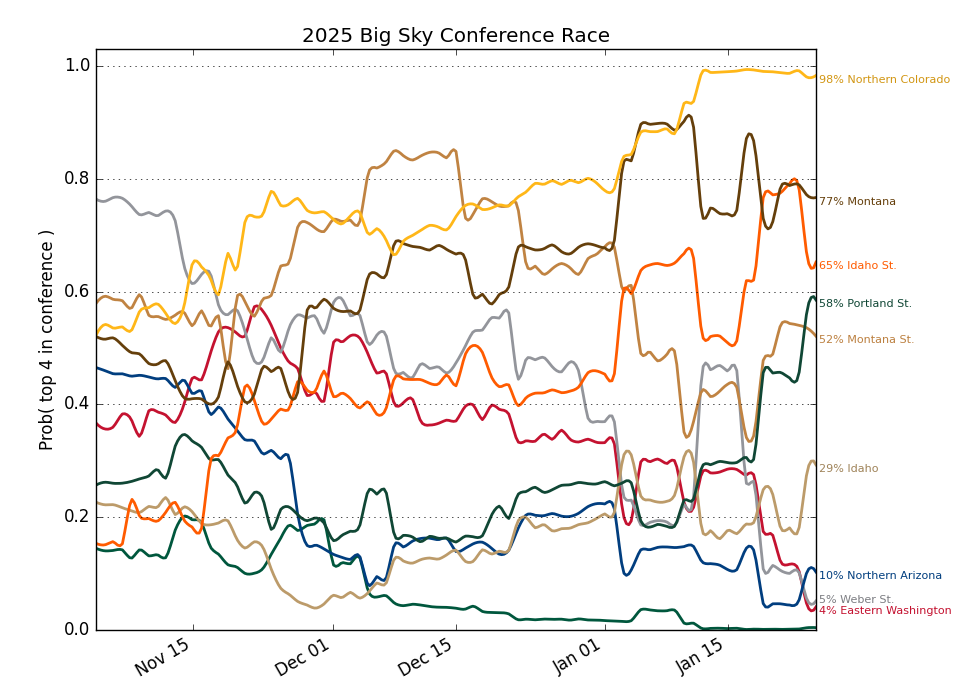 2025 Big Sky Conference Race
Prob( top 4 in conference )
1.0
0.8
0.6
0.4
0.2
0.0
Nov 15
Dec 01
Dec 15
Jan 01
Jan 15
98% Northern Colorado
77% Montana
65% Idaho St.
58% Portland St.
52% Montana St.
29% Idaho
10% Northern Arizona
5% Weber St.
4% Eastern Washington